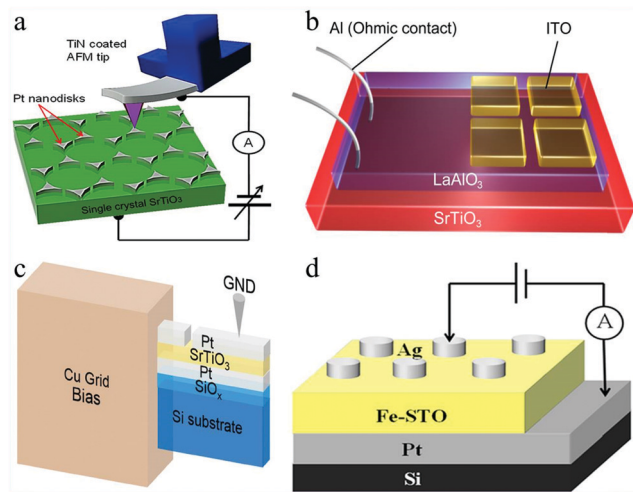 a
TiN coated
AFM tip
Pt nanodisks
A
Single crystal SrTiO₃
b
Al (Ohmic contact)
ITO
LaAlO₃
SrTiO₃
c
GND
Pt
SrTiO₃
Pt
SiOₓ
Cu Grid
Bias
Si substrate
d
A
Ag
Fe-STO
Pt
Si